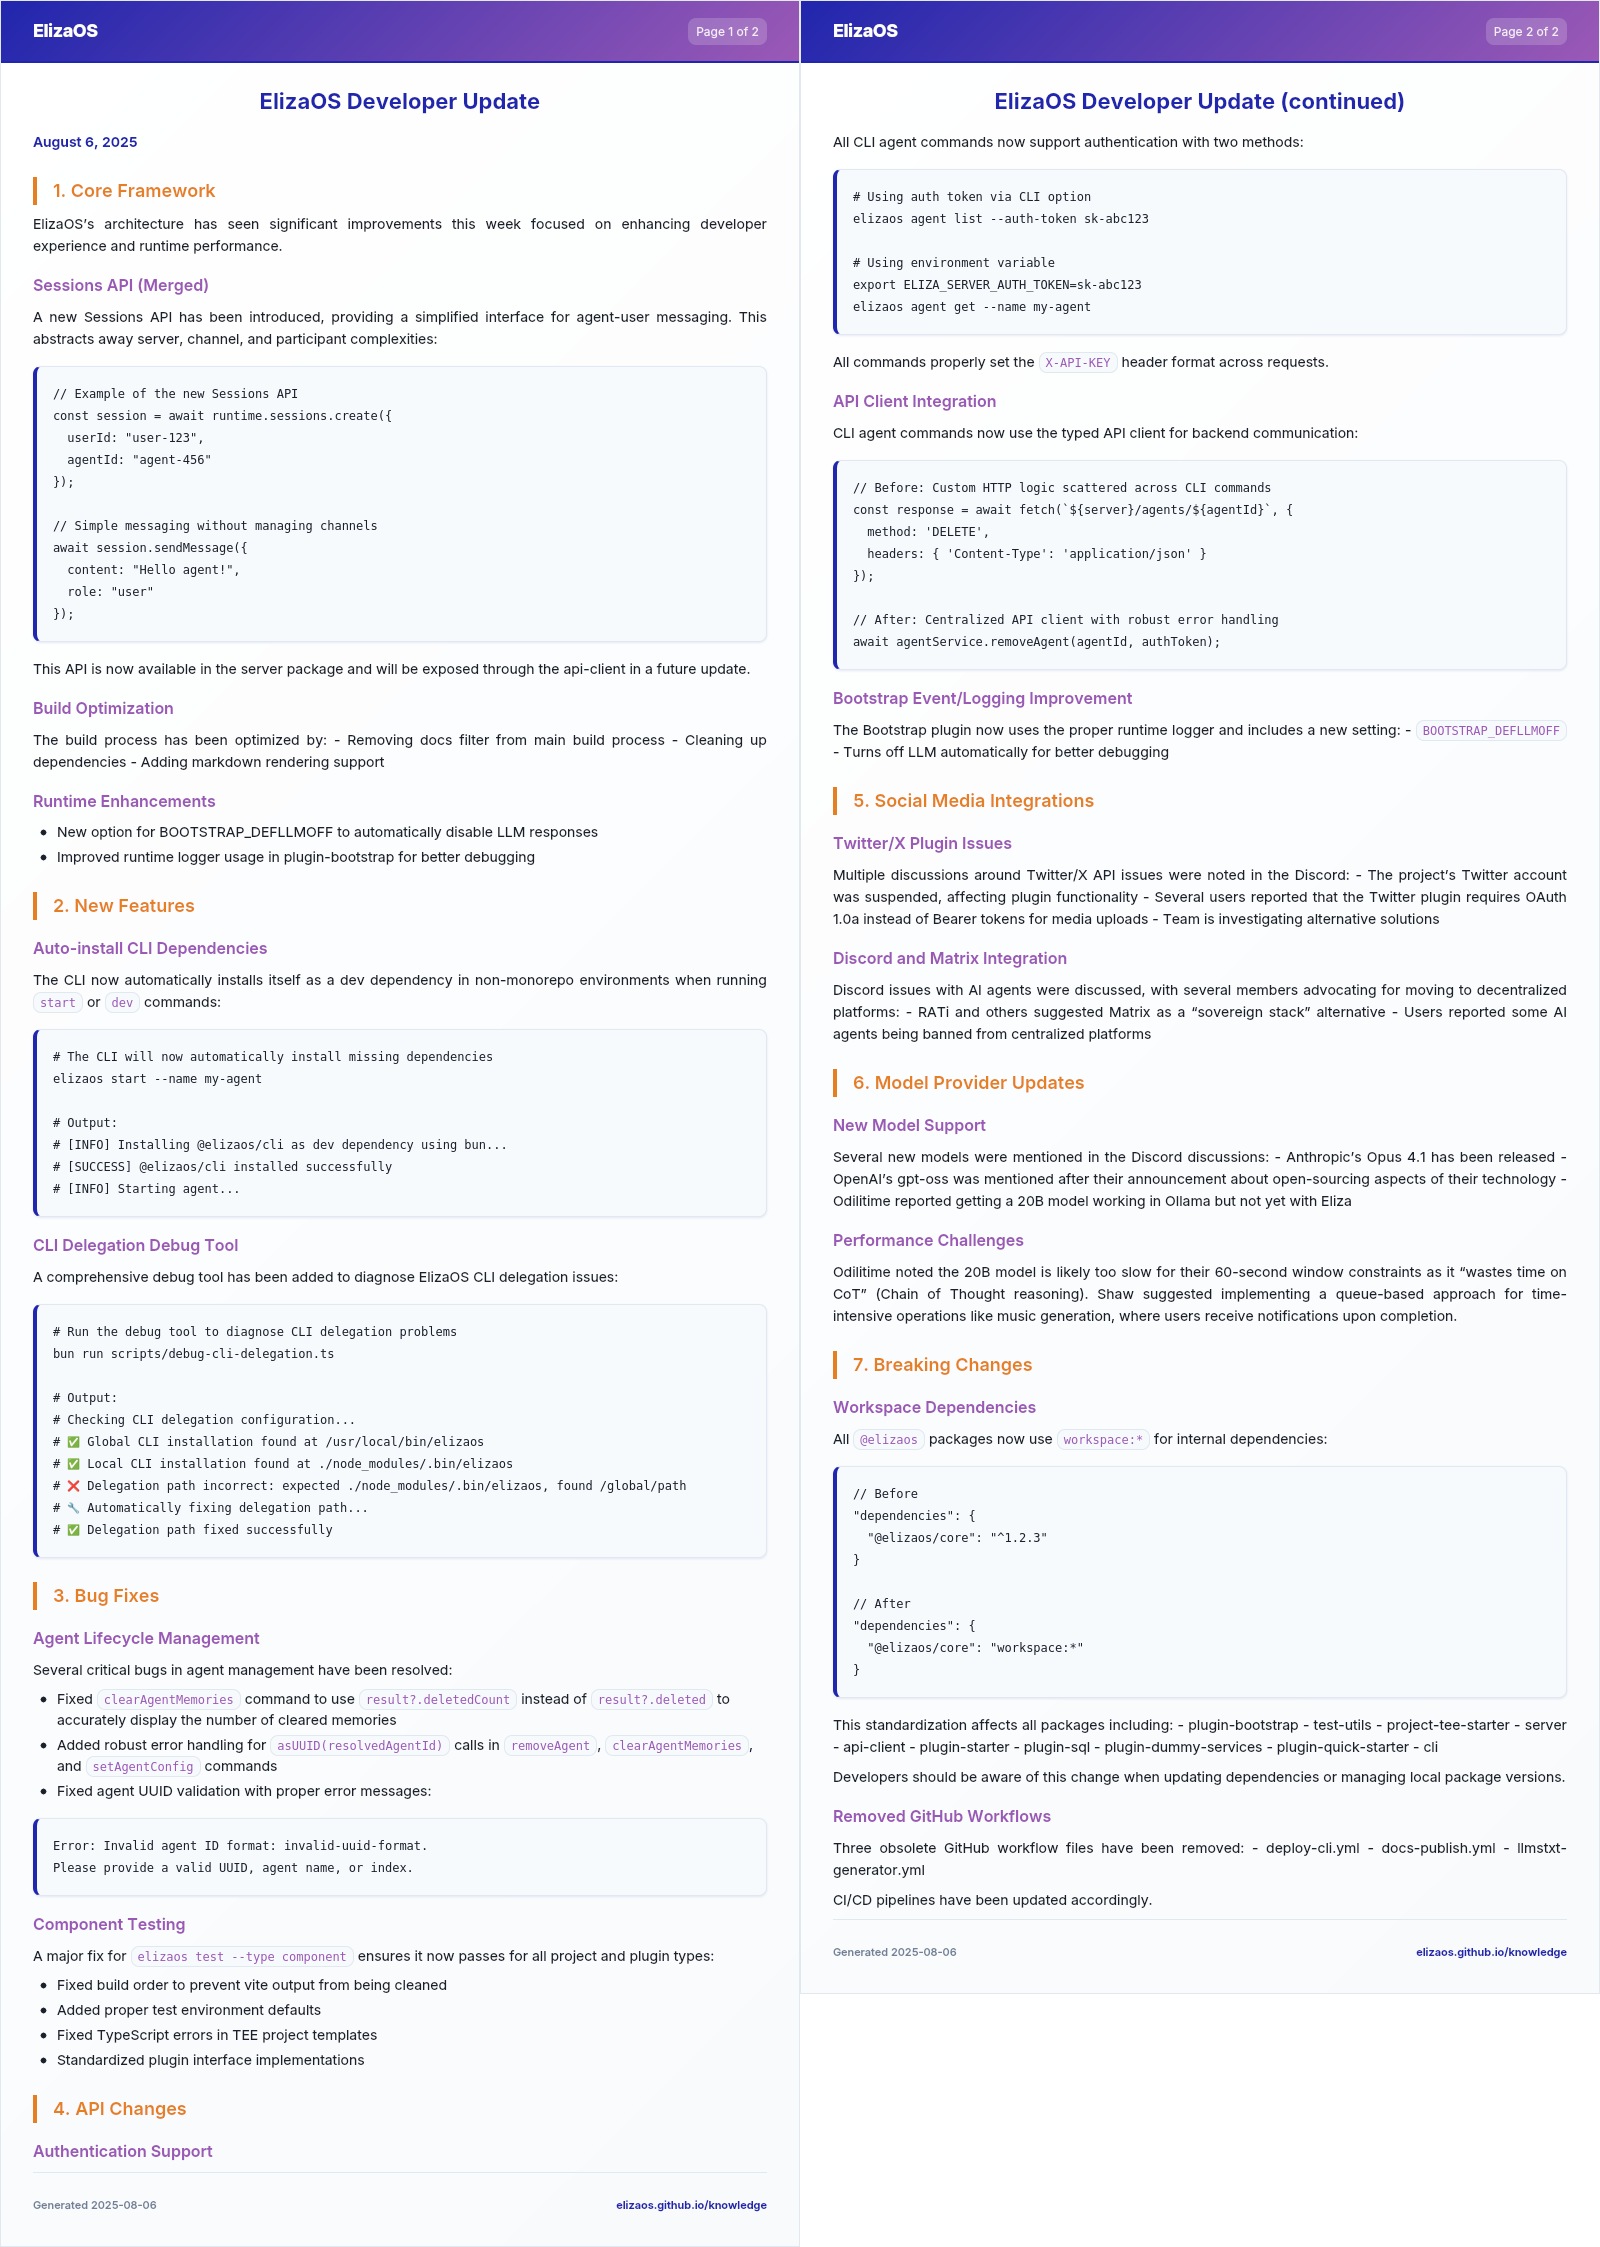 ElizaOS
Page 1 of 2
ElizaOS Developer Update
August 6, 2025
1. Core Framework
ElizaOS’s architecture has seen significant improvements this week focused on enhancing developer
experience and runtime performance.
Sessions API (Merged)
A new Sessions API has been introduced, providing a simplified interface for agent-user messaging. This
abstracts away server, channel, and participant complexities:
// Example of the new Sessions API
const session = await runtime.sessions.create({
  userId: "user-123",
  agentId: "agent-456"
});
// Simple messaging without managing channels
await session.sendMessage({
  content: "Hello agent!",
  role: "user"
});
This API is now available in the server package and will be exposed through the api-client in a future update.
Build Optimization
The build process has been optimized by: - Removing docs filter from main build process - Cleaning up
dependencies - Adding markdown rendering support
Runtime Enhancements
• New option for BOOTSTRAP_DEFLLMOFF to automatically disable LLM responses
• Improved runtime logger usage in plugin-bootstrap for better debugging
2. New Features
Auto-install CLI Dependencies
The CLI now automatically installs itself as a dev dependency in non-monorepo environments when running
start or dev commands:
# The CLI will now automatically install missing dependencies
elizaos start --name my-agent
# Output:
# [INFO] Installing @elizaos/cli as dev dependency using bun...
# [SUCCESS] @elizaos/cli installed successfully
# [INFO] Starting agent...
CLI Delegation Debug Tool
A comprehensive debug tool has been added to diagnose ElizaOS CLI delegation issues:
# Run the debug tool to diagnose CLI delegation problems
bun run scripts/debug-cli-delegation.ts
# Output:
# Checking CLI delegation configuration...
# ✅ Global CLI installation found at /usr/local/bin/elizaos
# ✅ Local CLI installation found at ./node_modules/.bin/elizaos
# ❌ Delegation path incorrect: expected ./node_modules/.bin/elizaos, found /global/path
# 🔧 Automatically fixing delegation path...
# ✅ Delegation path fixed successfully
3. Bug Fixes
Agent Lifecycle Management
Several critical bugs in agent management have been resolved:
• Fixed clearAgentMemories command to use result?.deletedCount instead of result?.deleted to
accurately display the number of cleared memories
• Added robust error handling for asUUID(resolvedAgentId) calls in removeAgent, clearAgentMemories,
and setAgentConfig commands
• Fixed agent UUID validation with proper error messages:
Error: Invalid agent ID format: invalid-uuid-format.
Please provide a valid UUID, agent name, or index.
Component Testing
A major fix for elizaos test --type component ensures it now passes for all project and plugin types:
• Fixed build order to prevent vite output from being cleaned
• Added proper test environment defaults
• Fixed TypeScript errors in TEE project templates
• Standardized plugin interface implementations
4. API Changes
Authentication Support
Generated 2025-08-06
elizaos.github.io/knowledge
ElizaOS
Page 2 of 2
ElizaOS Developer Update (continued)
All CLI agent commands now support authentication with two methods:
# Using auth token via CLI option
elizaos agent list --auth-token sk-abc123
# Using environment variable
export ELIZA_SERVER_AUTH_TOKEN=sk-abc123
elizaos agent get --name my-agent
All commands properly set the X-API-KEY header format across requests.
API Client Integration
CLI agent commands now use the typed API client for backend communication:
// Before: Custom HTTP logic scattered across CLI commands
const response = await fetch(`${server}/agents/${agentId}`, {
  method: 'DELETE',
  headers: { 'Content-Type': 'application/json' }
});
// After: Centralized API client with robust error handling
await agentService.removeAgent(agentId, authToken);
Bootstrap Event/Logging Improvement
The Bootstrap plugin now uses the proper runtime logger and includes a new setting: - BOOTSTRAP_DEFLLMOFF
- Turns off LLM automatically for better debugging
5. Social Media Integrations
Twitter/X Plugin Issues
Multiple discussions around Twitter/X API issues were noted in the Discord: - The project’s Twitter account
was suspended, affecting plugin functionality - Several users reported that the Twitter plugin requires OAuth
1.0a instead of Bearer tokens for media uploads - Team is investigating alternative solutions
Discord and Matrix Integration
Discord issues with AI agents were discussed, with several members advocating for moving to decentralized
platforms: - RATi and others suggested Matrix as a “sovereign stack” alternative - Users reported some AI
agents being banned from centralized platforms
6. Model Provider Updates
New Model Support
Several new models were mentioned in the Discord discussions: - Anthropic’s Opus 4.1 has been released -
OpenAI’s gpt-oss was mentioned after their announcement about open-sourcing aspects of their technology -
Odilitime reported getting a 20B model working in Ollama but not yet with Eliza
Performance Challenges
Odilitime noted the 20B model is likely too slow for their 60-second window constraints as it “wastes time on
CoT” (Chain of Thought reasoning). Shaw suggested implementing a queue-based approach for time-
intensive operations like music generation, where users receive notifications upon completion.
7. Breaking Changes
Workspace Dependencies
All @elizaos packages now use workspace:* for internal dependencies:
// Before
"dependencies": {
  "@elizaos/core": "^1.2.3"
}
// After
"dependencies": {
  "@elizaos/core": "workspace:*"
}
This standardization affects all packages including: - plugin-bootstrap - test-utils - project-tee-starter - server
- api-client - plugin-starter - plugin-sql - plugin-dummy-services - plugin-quick-starter - cli
Developers should be aware of this change when updating dependencies or managing local package versions.
Removed GitHub Workflows
Three obsolete GitHub workflow files have been removed: - deploy-cli.yml - docs-publish.yml - llmstxt-
generator.yml
CI/CD pipelines have been updated accordingly.
Generated 2025-08-06
elizaos.github.io/knowledge